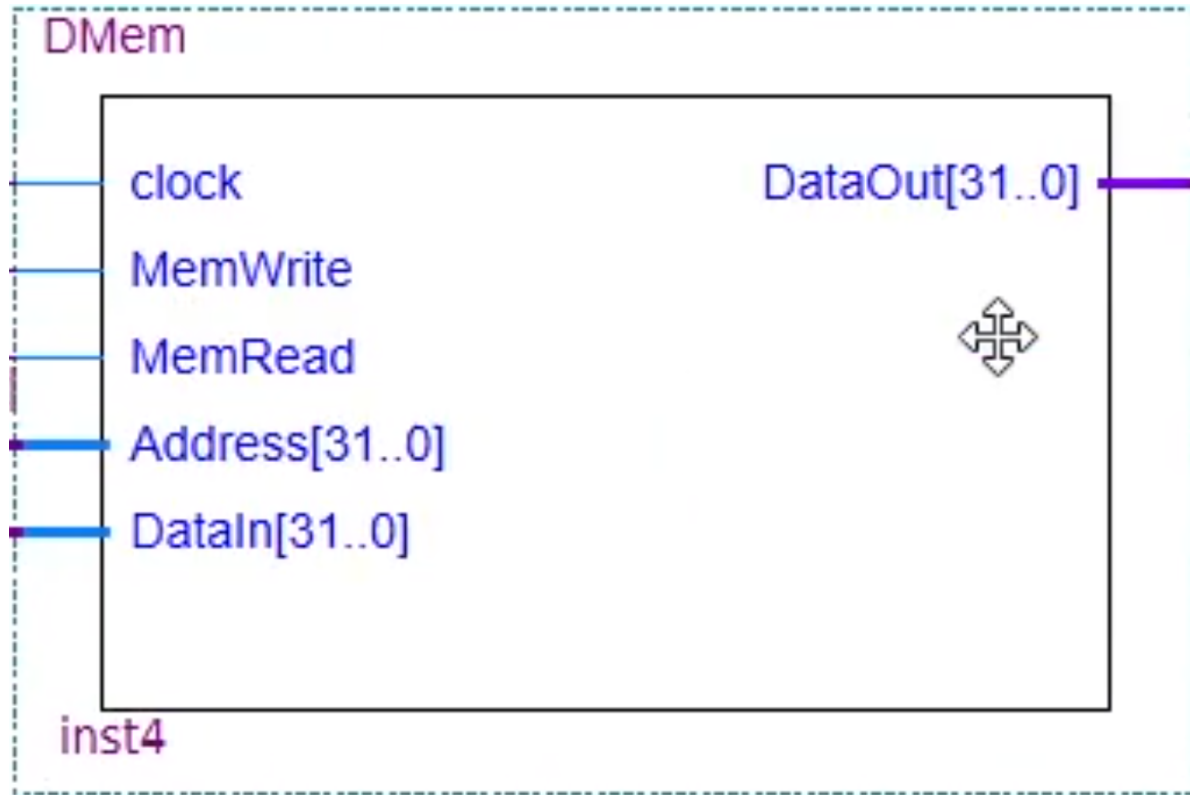 DMem
clock
DataOut[31..0]
MemWrite
MemRead
Address[31..0]
DataIn[31..0]
inst4